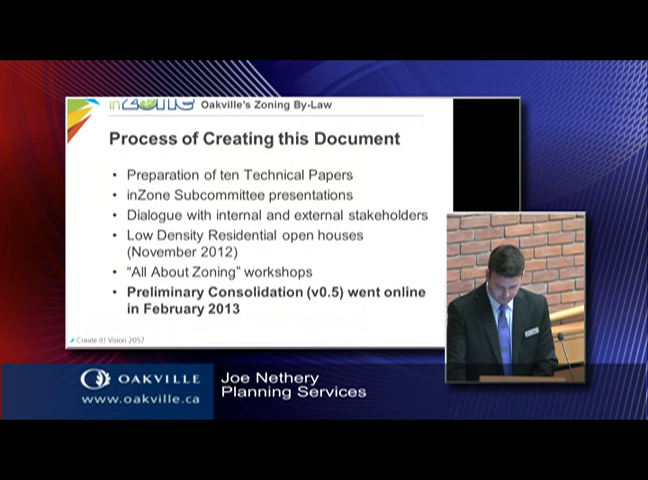 inZone Oakville's Zoning By-Law
Process of Creating this Document
• Preparation of ten Technical Papers
• inZone Subcommittee presentations
• Dialogue with internal and external stakeholders
• Low Density Residential open houses
(November 2012)
• "All About Zoning" workshops
• Preliminary Consolidation (v0.5) went online
in February 2013
Create it! Vision 2057
OAKVILLE
www.oakville.ca
Joe Nethery
Planning Services